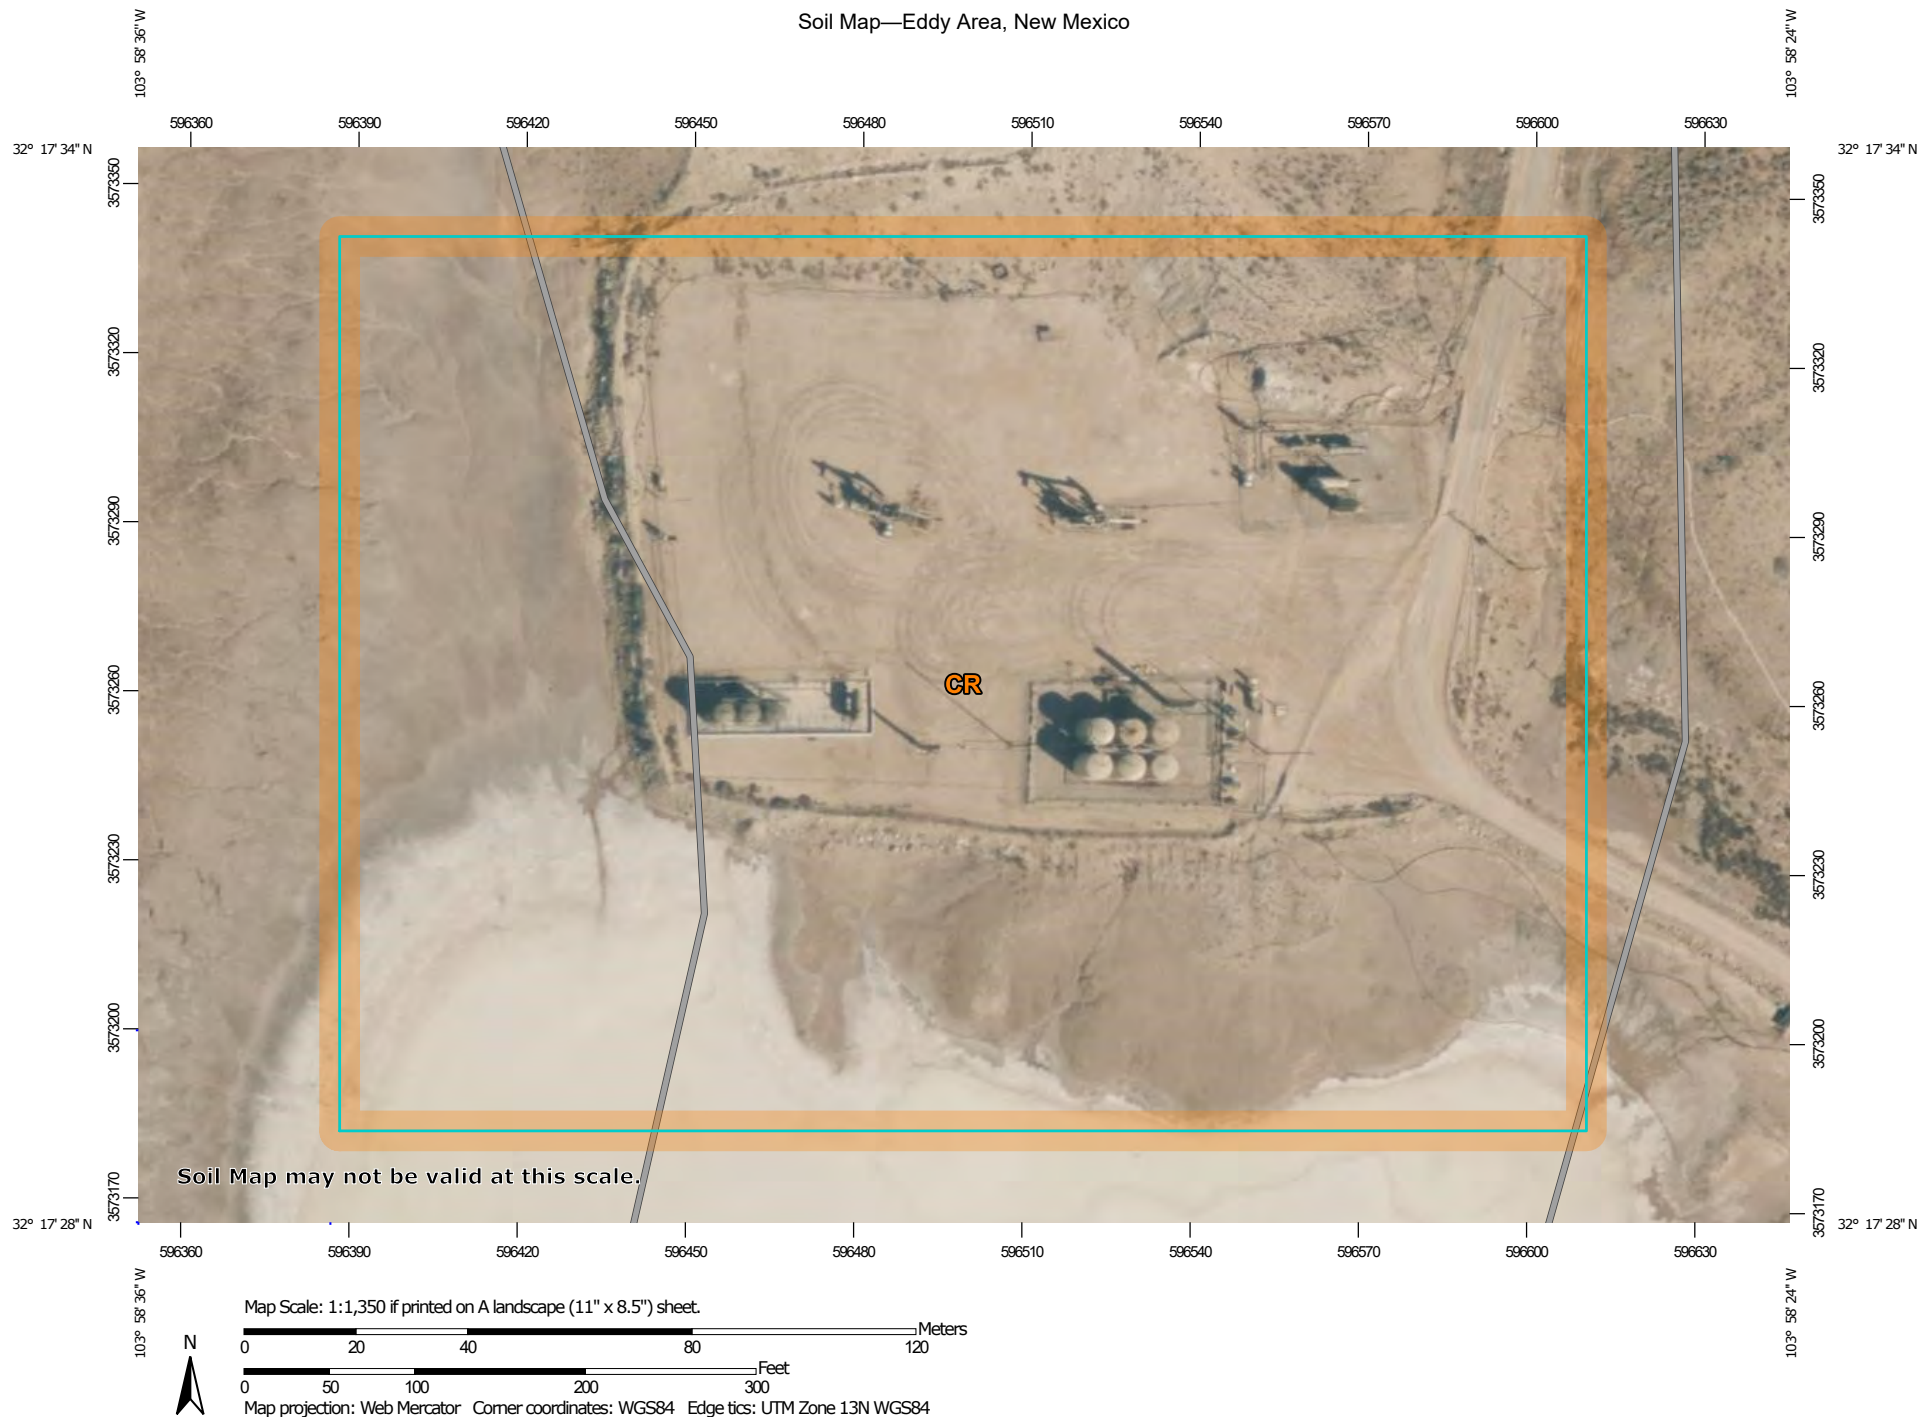 Soil Map—Eddy Area, New Mexico
103° 58' 36'' W
103° 58' 24'' W
596360 596390 596420 596450 596480 596510 596540 596570 596600 596630
32° 17' 34'' N
32° 17' 34'' N
3573350
3573350
3573320
3573320
3573290
3573290
3573260
3573260
CR
3573230
3573230
3573200
3573200
Soil Map may not be valid at this scale.
3573170
3573170
32° 17' 28'' N
32° 17' 28'' N
596360 596390 596420 596450 596480 596510 596540 596570 596600 596630
103° 58' 36'' W
103° 58' 24'' W
Map Scale: 1:1,350 if printed on A landscape (11" x 8.5") sheet.
Meters
N
0 20 40 80 120
Feet
0 50 100 200 300
Map projection: Web Mercator Corner coordinates: WGS84 Edge tics: UTM Zone 13N WGS84